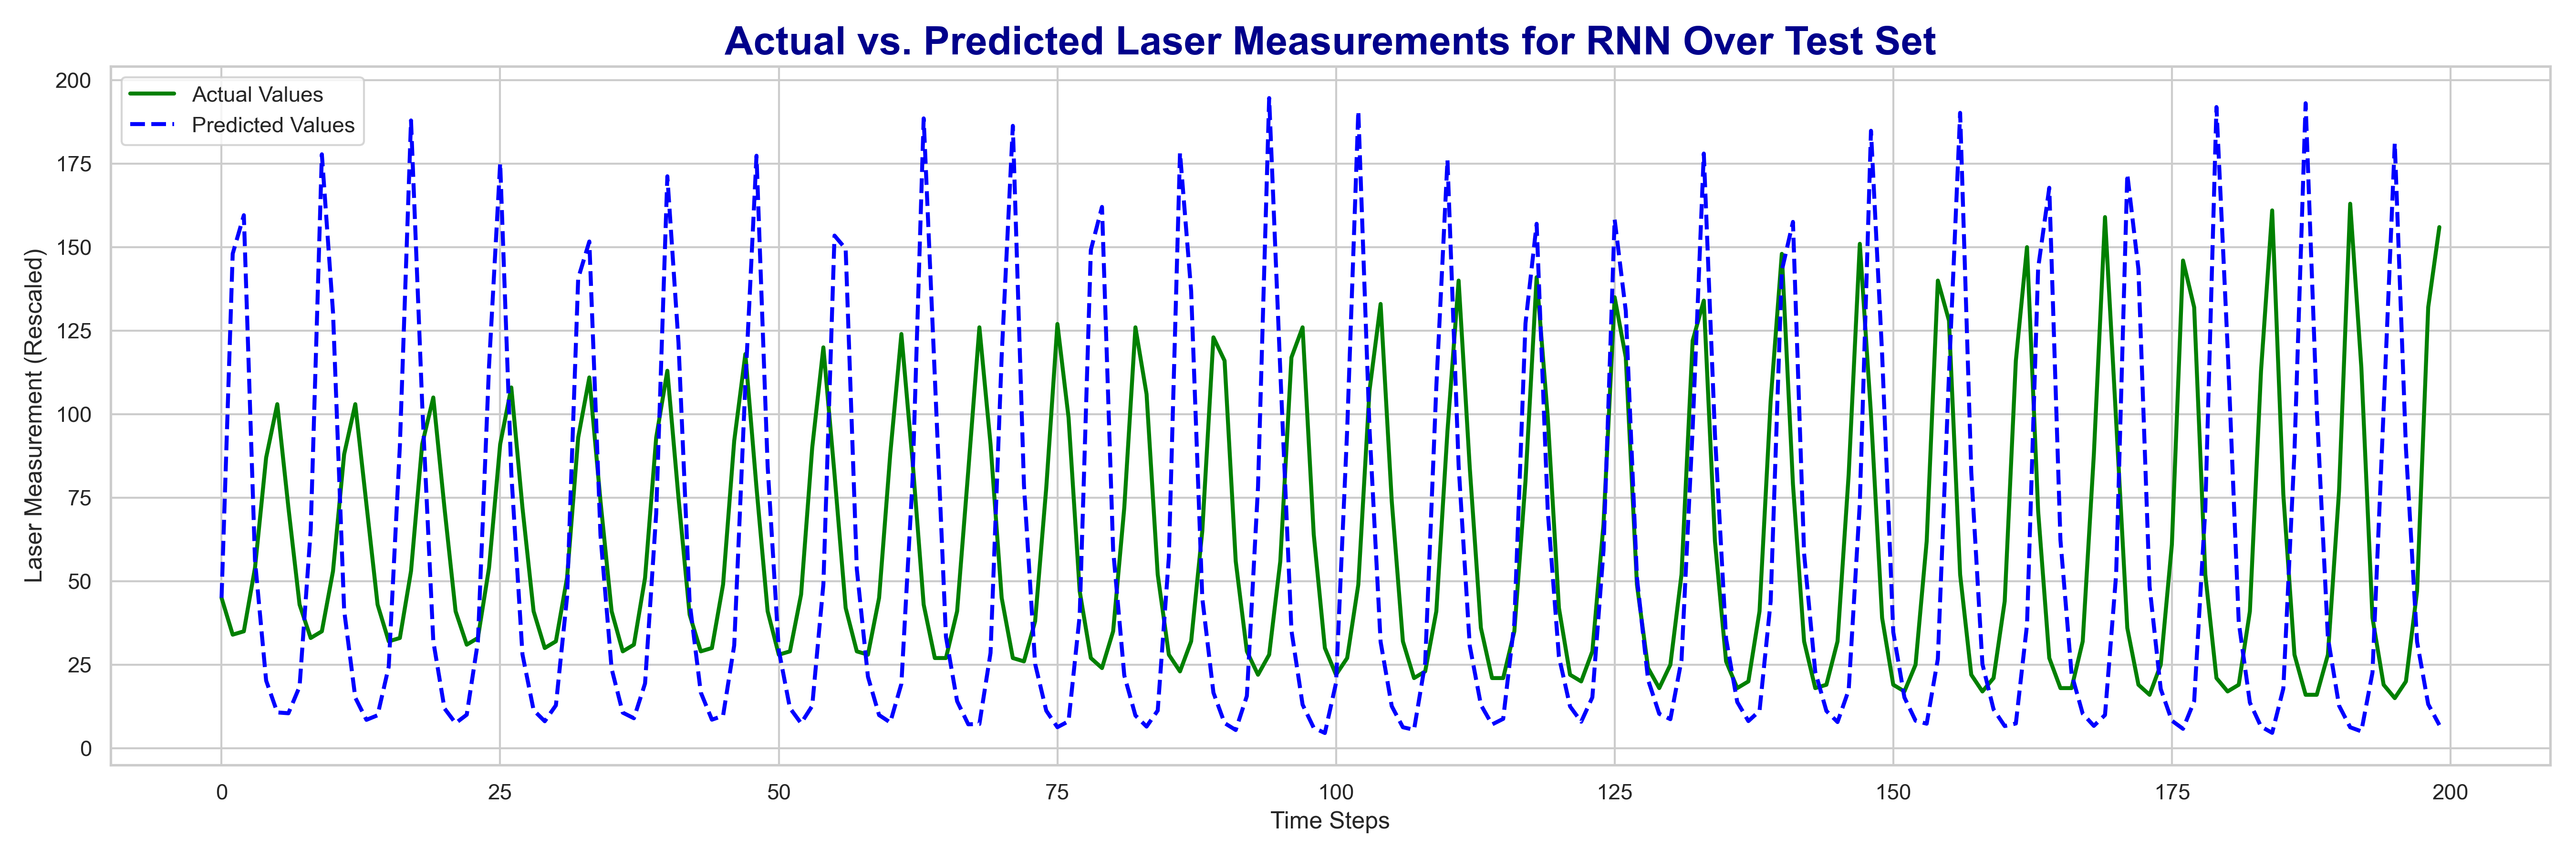 Actual vs. Predicted Laser Measurements for RNN Over Test Set
Actual Values
Predicted Values
Laser Measurement (Rescaled)
200
175
150
125
100
75
50
25
0
0 25 50 75 100 125 150 175 200
Time Steps